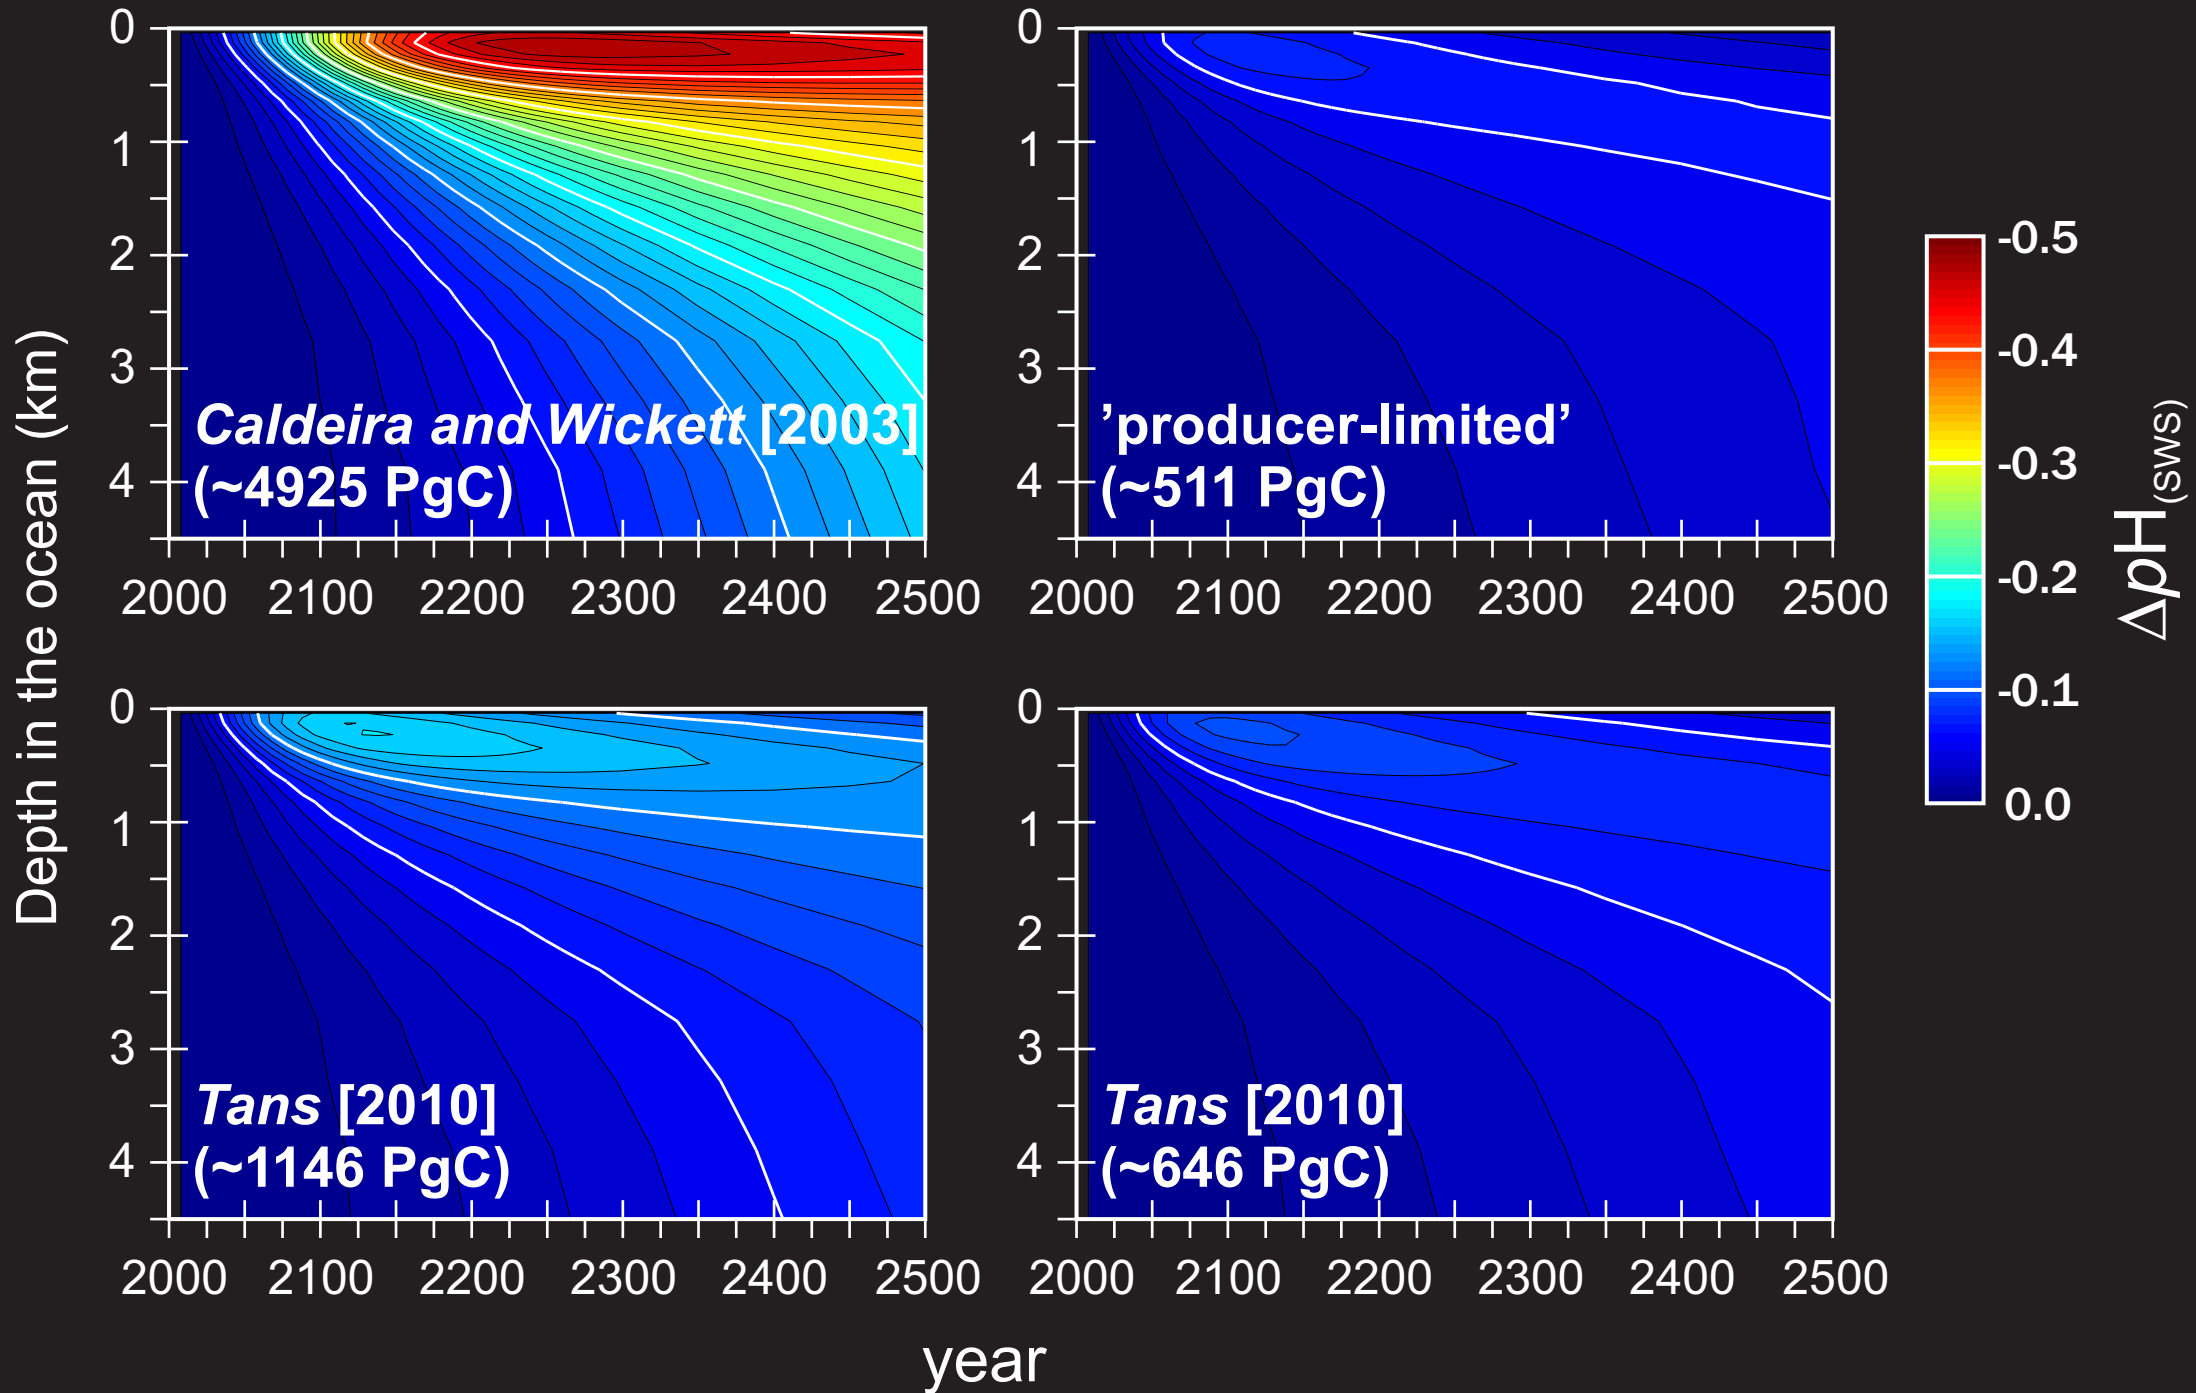 0
1
2
3
4
Caldeira and Wickett [2003]
(~4925 PgC)
2000 2100 2200 2300 2400 2500
0
1
2
3
4
’producer-limited’
(~511 PgC)
2000 2100 2200 2300 2400 2500
Depth in the ocean (km)
0
1
2
3
4
Tans [2010]
(~1146 PgC)
2000 2100 2200 2300 2400 2500
0
1
2
3
4
Tans [2010]
(~646 PgC)
2000 2100 2200 2300 2400 2500
year
-0.5
-0.4
-0.3
-0.2
-0.1
0.0
ΔpH(SWS)